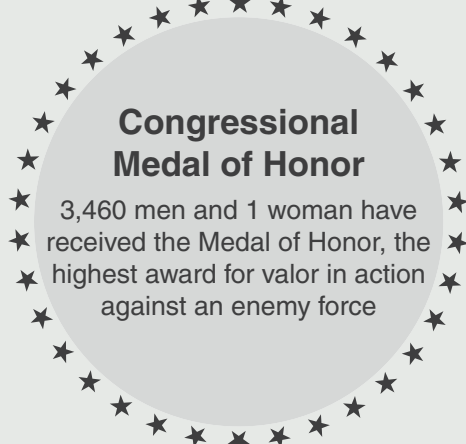 Congressional
Medal of Honor
3,460 men and 1 woman have
received the Medal of Honor, the
highest award for valor in action
against an enemy force